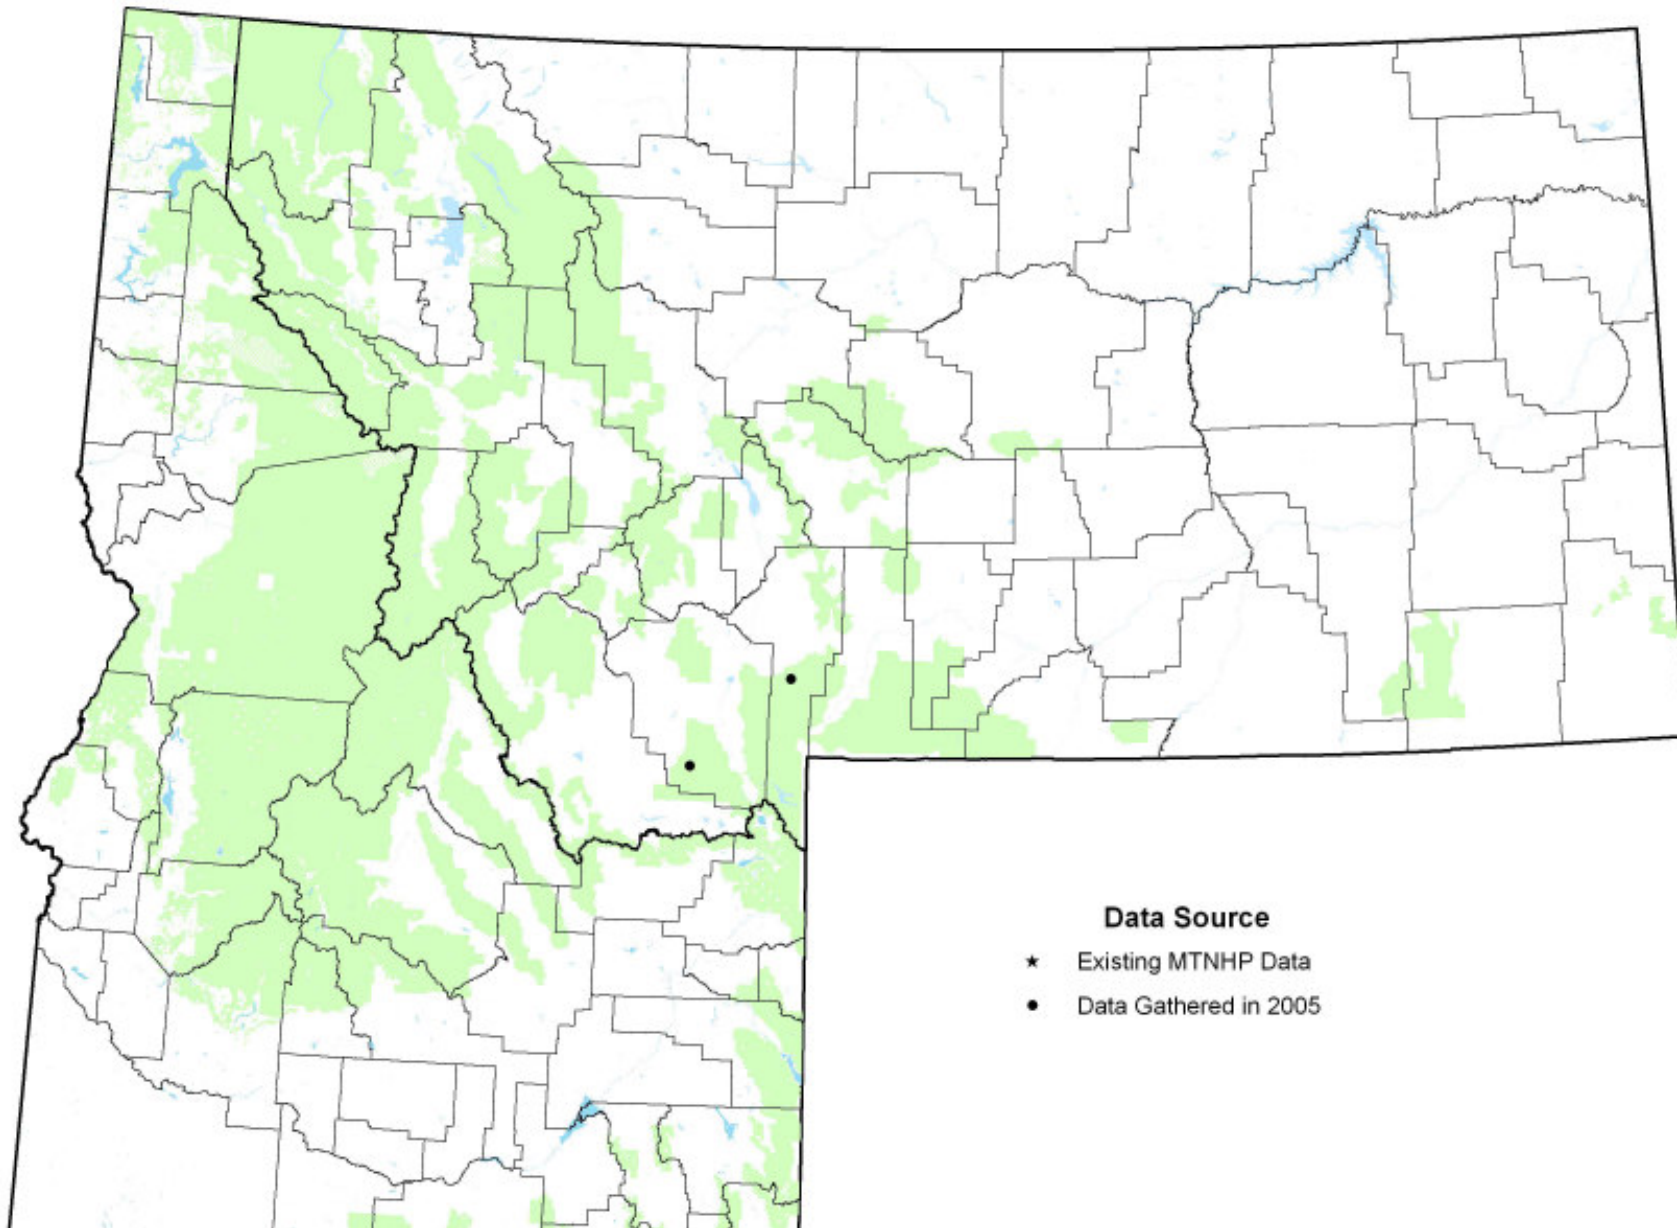 Data Source
★ Existing MTNHP Data
● Data Gathered in 2005